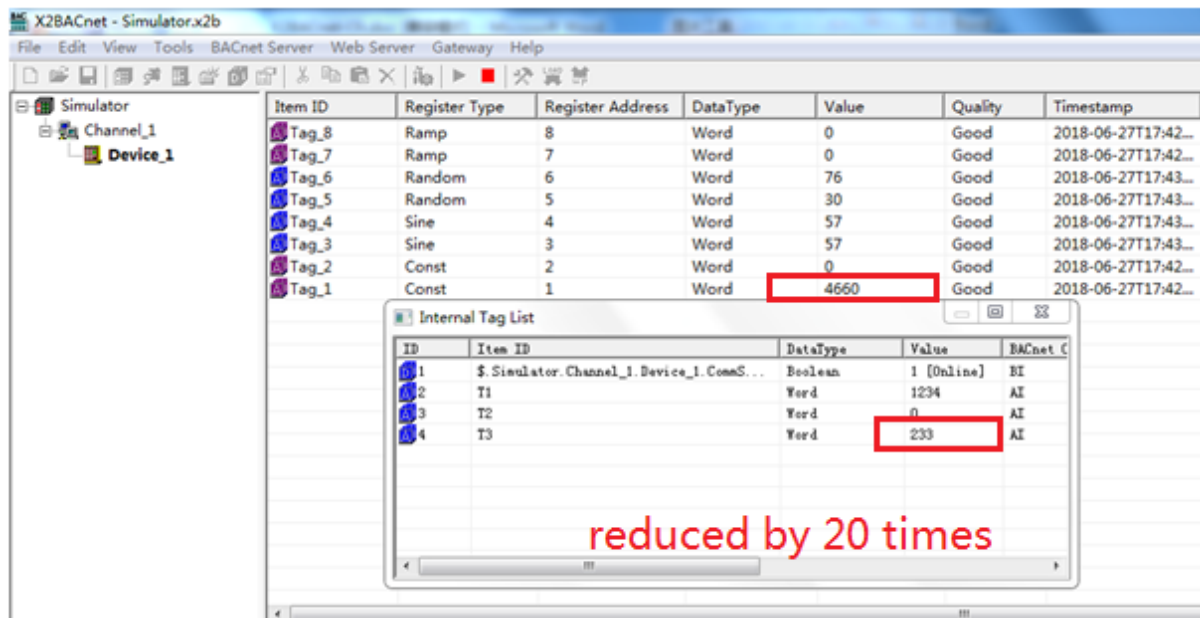 X2BACnet - Simulator.x2b
File Edit View Tools BACnet Server Web Server Gateway Help
Simulator
Channel_1
Device_1
Item ID Register Type Register Address DataType Value Quality Timestamp
Tag_8 Ramp 8 Word 0 Good 2018-06-27T17:42...
Tag_7 Ramp 7 Word 0 Good 2018-06-27T17:42...
Tag_6 Random 6 Word 76 Good 2018-06-27T17:43...
Tag_5 Random 5 Word 30 Good 2018-06-27T17:43...
Tag_4 Sine 4 Word 57 Good 2018-06-27T17:43...
Tag_3 Sine 3 Word 57 Good 2018-06-27T17:43...
Tag_2 Const 2 Word 0 Good 2018-06-27T17:42...
Tag_1 Const 1 Word 4660 Good 2018-06-27T17:42...
Internal Tag List
ID Item ID DataType Value BACnet
1 $.Simulator.Channel_1.Device_1.CommS... Boolean 1 [Online] BI
2 T1 Word 1234 AI
3 T2 Word 0 AI
4 T3 Word 233 AI
reduced by 20 times